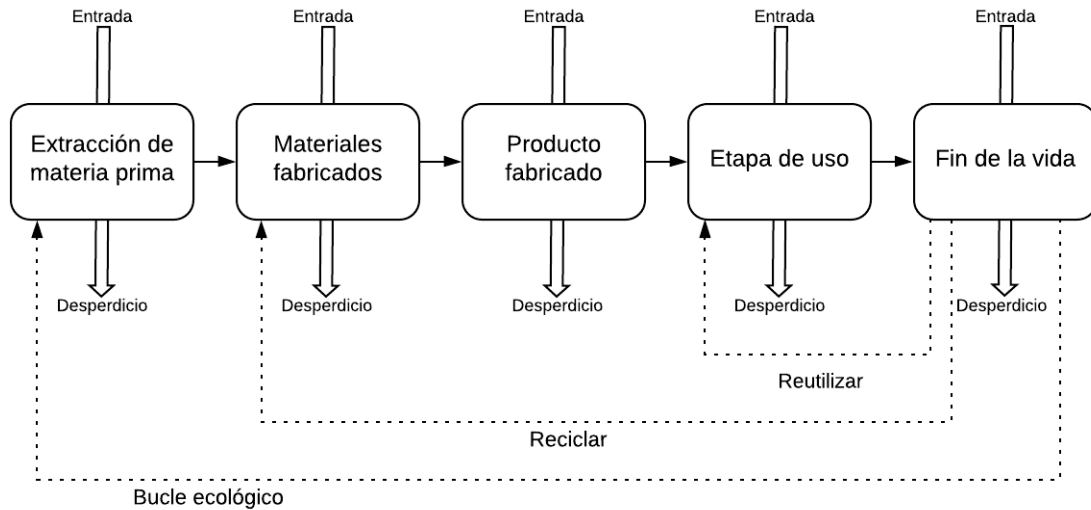 Entrada
Entrada
Entrada
Entrada
Entrada
Extracción de
materia prima
Materiales
fabricados
Producto
fabricado
Etapa de uso
Fin de la vida
Desperdicio
Desperdicio
Desperdicio
Desperdicio
Desperdicio
Reutilizar
Reciclar
Bucle ecológico